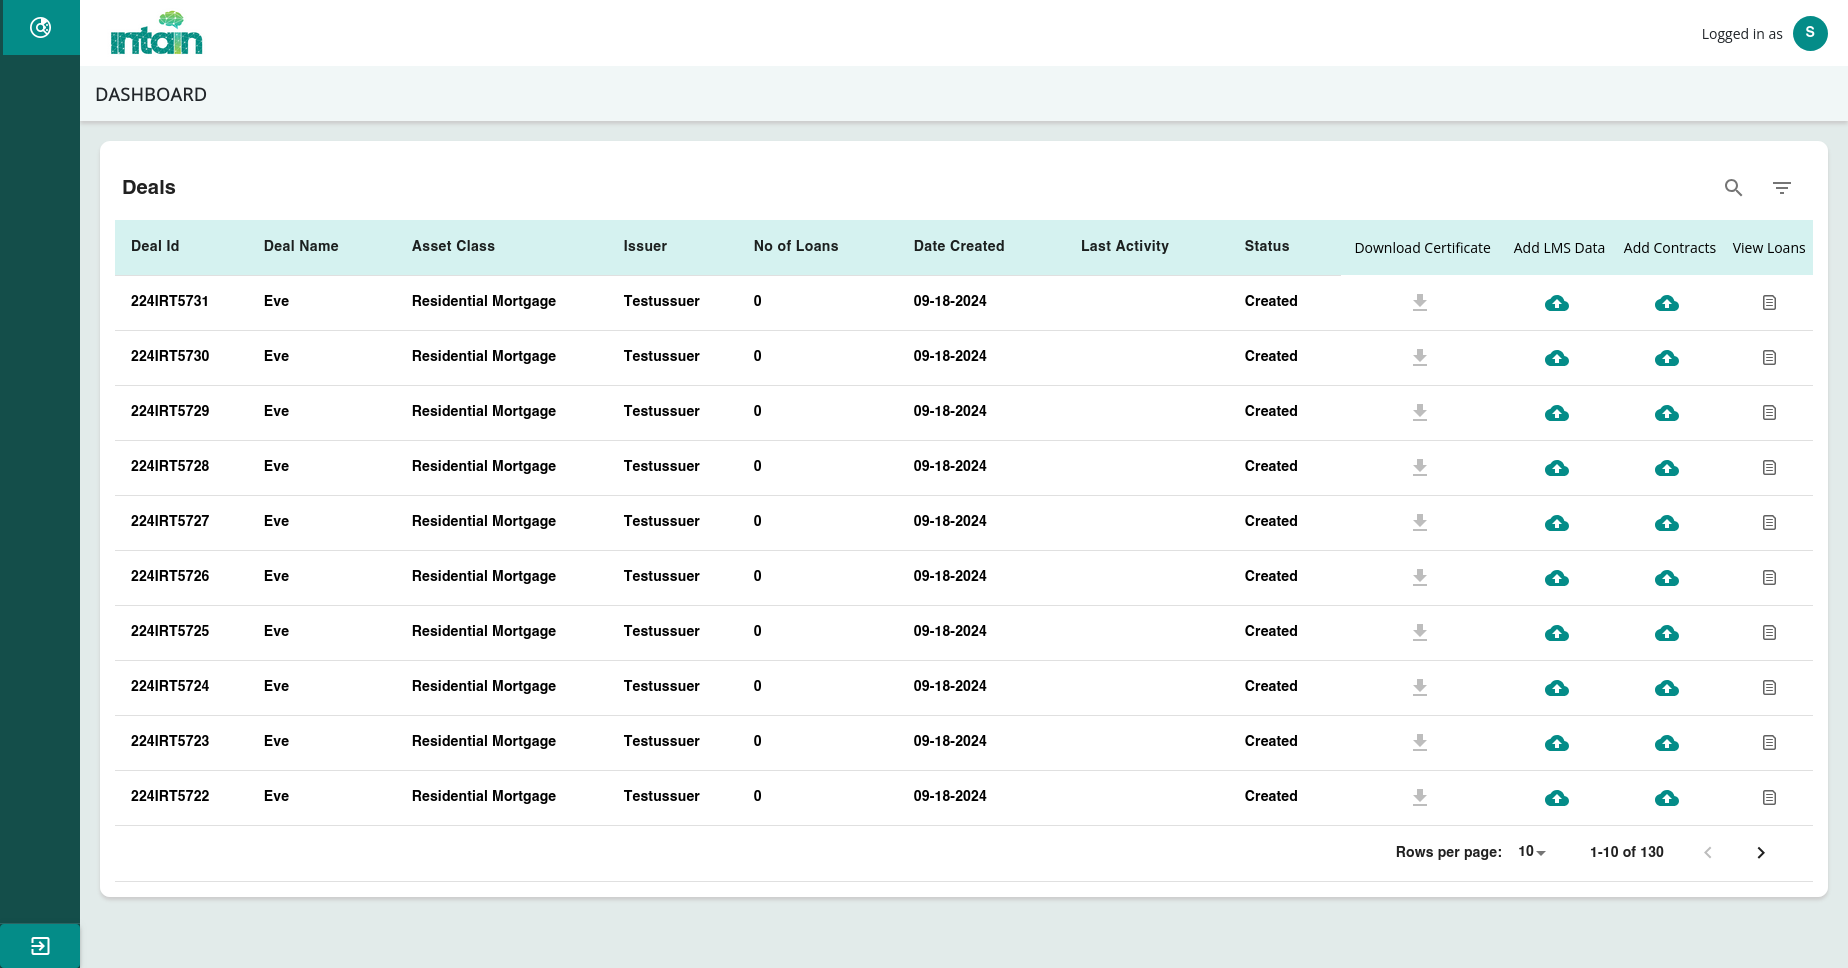 intain
Logged in as S
DASHBOARD
Deals
Deal Id Deal Name Asset Class Issuer No of Loans Date Created Last Activity Status Download Certificate Add LMS Data Add Contracts View Loans
224IRT5731 Eve Residential Mortgage Testussuer 0 09-18-2024 Created
224IRT5730 Eve Residential Mortgage Testussuer 0 09-18-2024 Created
224IRT5729 Eve Residential Mortgage Testussuer 0 09-18-2024 Created
224IRT5728 Eve Residential Mortgage Testussuer 0 09-18-2024 Created
224IRT5727 Eve Residential Mortgage Testussuer 0 09-18-2024 Created
224IRT5726 Eve Residential Mortgage Testussuer 0 09-18-2024 Created
224IRT5725 Eve Residential Mortgage Testussuer 0 09-18-2024 Created
224IRT5724 Eve Residential Mortgage Testussuer 0 09-18-2024 Created
224IRT5723 Eve Residential Mortgage Testussuer 0 09-18-2024 Created
224IRT5722 Eve Residential Mortgage Testussuer 0 09-18-2024 Created
Rows per page: 10 1-10 of 130